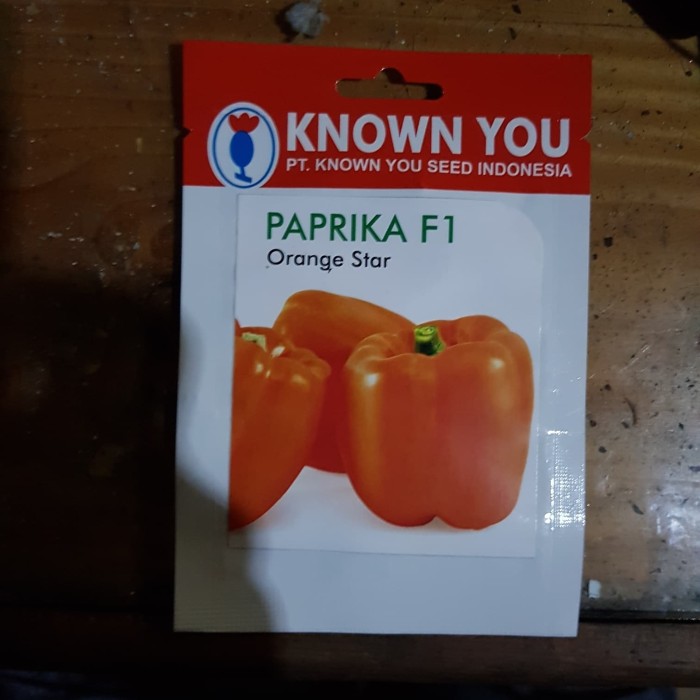 KNOWN YOU
PT. KNOWN YOU SEED INDONESIA
PAPRIKA F1
Orange Star